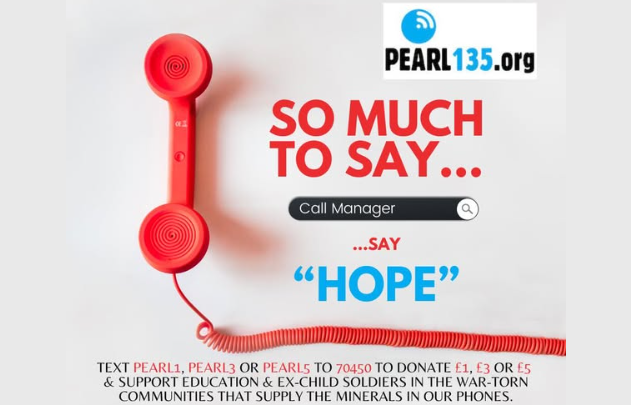 PEARL135.org
SO MUCH
TO SAY...
Call Manager
...SAY
“HOPE”
TEXT PEARL1, PEARL3 OR PEARL5 TO 70450 TO DONATE £1, £3 OR £5
& SUPPORT EDUCATION & EX-CHILD SOLDIERS IN THE WAR-TORN
COMMUNITIES THAT SUPPLY THE MINERALS IN OUR PHONES.